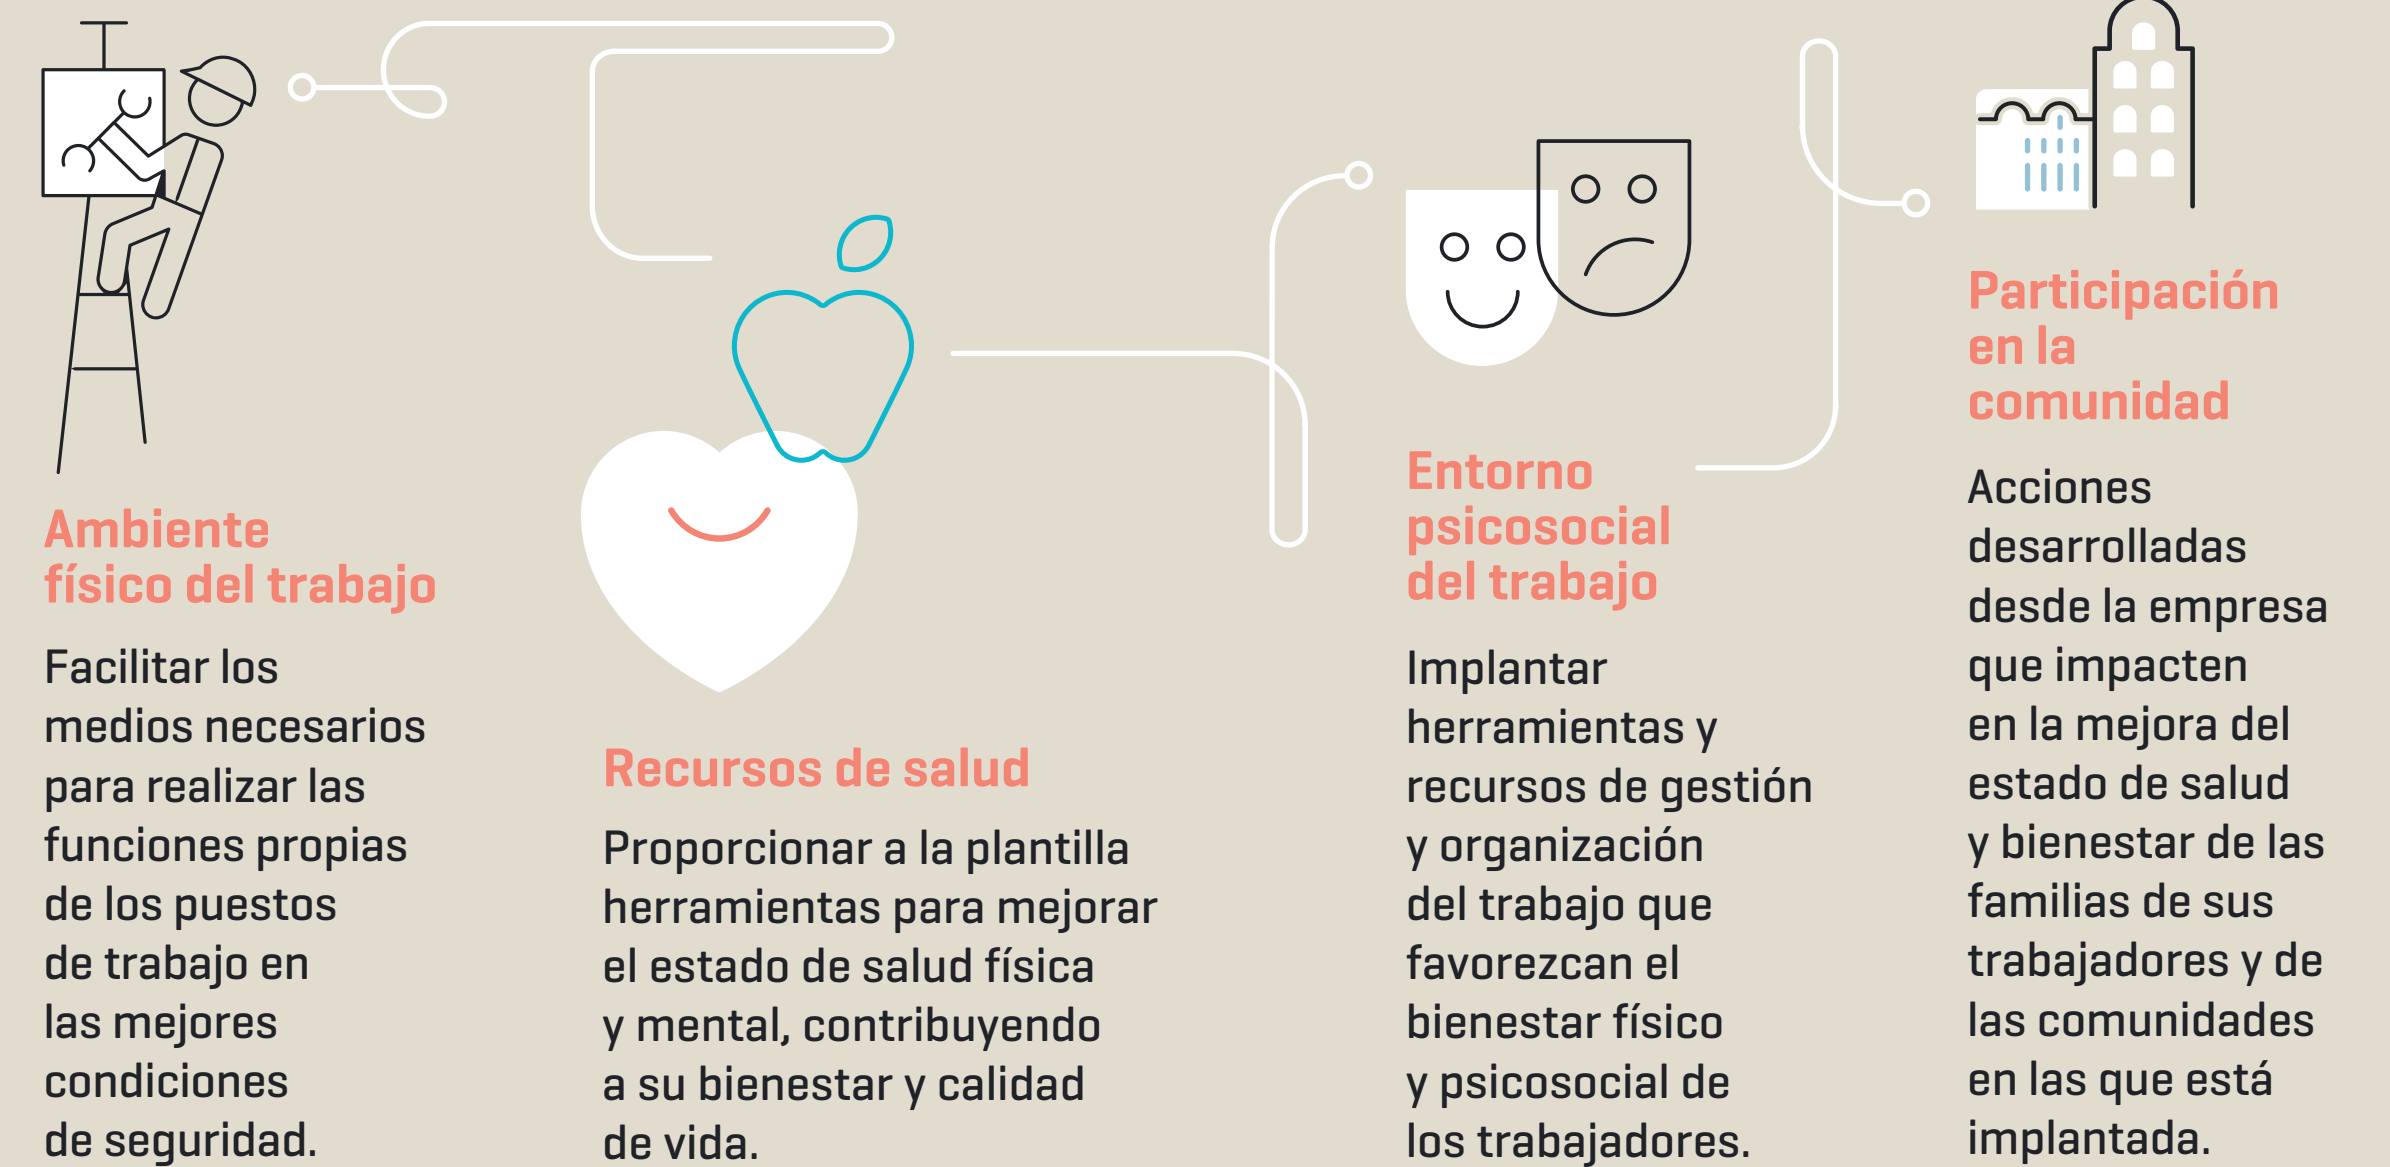 Ambiente
físico del trabajo
Facilitar los
medios necesarios
para realizar las
funciones propias
de los puestos
de trabajo en
las mejores
condiciones
de seguridad.
Recursos de salud
Proporcionar a la plantilla
herramientas para mejorar
el estado de salud física
y mental, contribuyendo
a su bienestar y calidad
de vida.
Entorno
psicosocial
del trabajo
Implantar
herramientas y
recursos de gestión
y organización
del trabajo que
favorezcan el
bienestar físico
y psicosocial de
los trabajadores.
Participación
en la
comunidad
Acciones
desarrolladas
desde la empresa
que impacten
en la mejora del
estado de salud
y bienestar de las
familias de sus
trabajadores y de
las comunidades
en las que está
implantada.